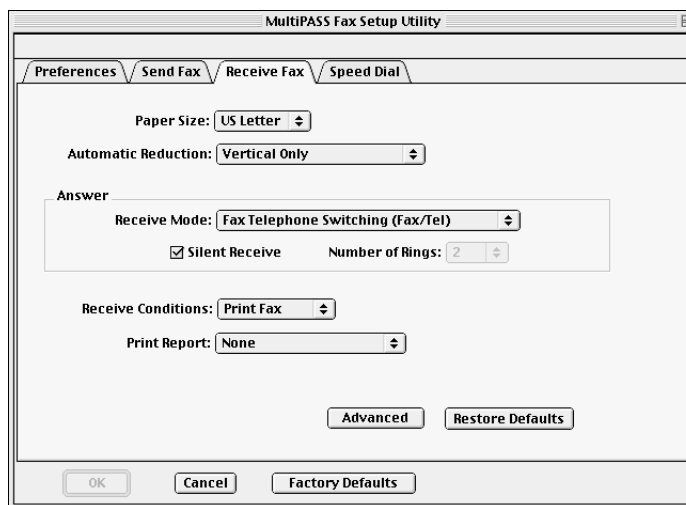 MultiPASS Fax Setup Utility
Preferences Send Fax Receive Fax Speed Dial
Paper Size: US Letter
Automatic Reduction: Vertical Only
Answer
Receive Mode: Fax Telephone Switching (Fax/Tel)
Silent Receive Number of Rings: 2
Receive Conditions: Print Fax
Print Report: None
Advanced Restore Defaults
OK Cancel Factory Defaults